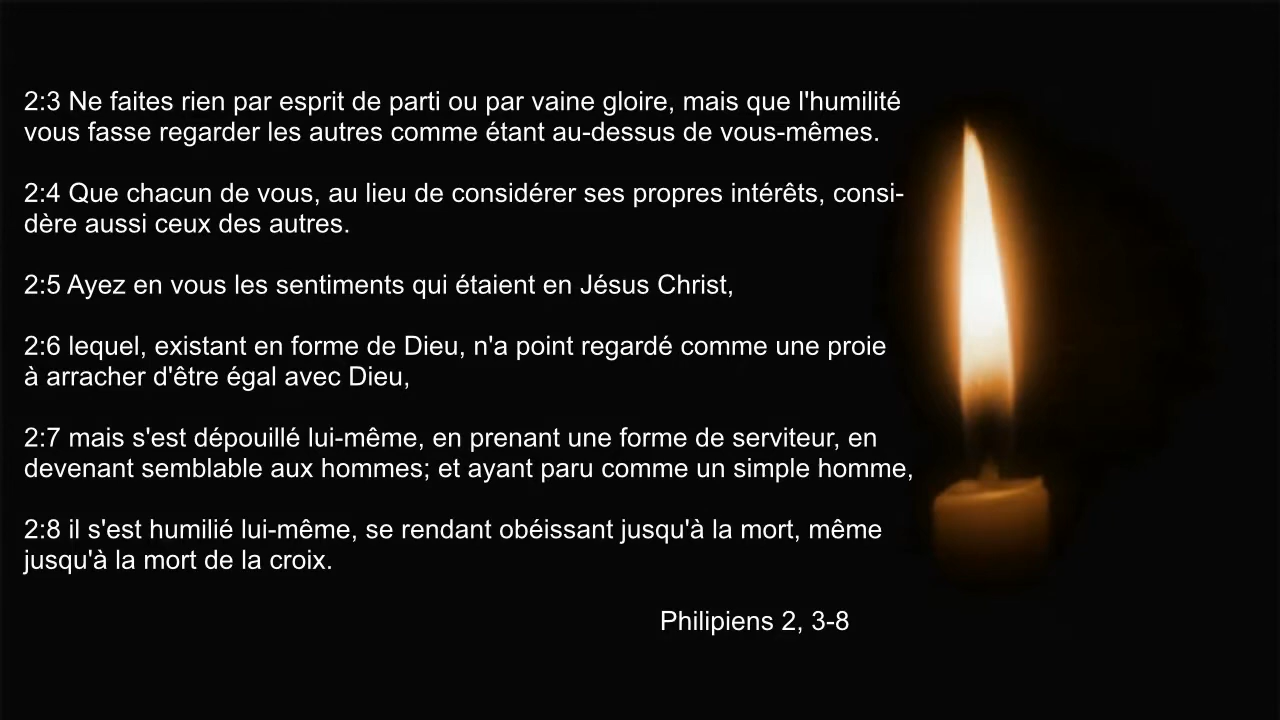 2:3 Ne faites rien par esprit de parti ou par vaine gloire, mais que l'humilité
vous fasse regarder les autres comme étant au-dessus de vous-mêmes.
2:4 Que chacun de vous, au lieu de considérer ses propres intérêts, consi-
dère aussi ceux des autres.
2:5 Ayez en vous les sentiments qui étaient en Jésus Christ,
2:6 lequel, existant en forme de Dieu, n'a point regardé comme une proie
à arracher d'être égal avec Dieu,
2:7 mais s'est dépouillé lui-même, en prenant une forme de serviteur, en
devenant semblable aux hommes; et ayant paru comme un simple homme,
2:8 il s'est humilié lui-même, se rendant obéissant jusqu'à la mort, même
jusqu'à la mort de la croix.
Philipiens 2, 3-8